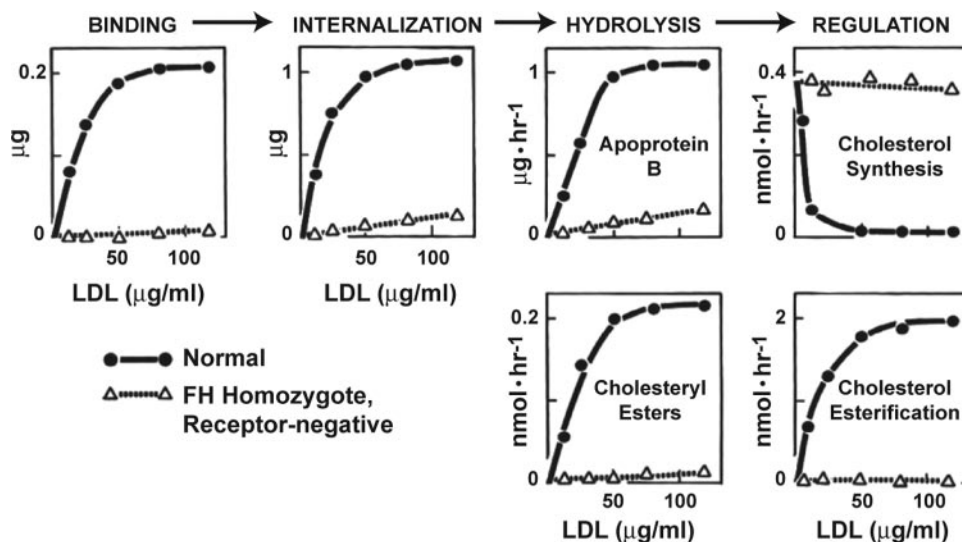 BINDING → INTERNALIZATION → HYDROLYSIS → REGULATION
0.2
0
μg
50 100
LDL (μg/ml)
1
0
μg
50 100
LDL (μg/ml)
1
0
μg•hr-1
Apoprotein
B
0.4
0
nmol•hr-1
Cholesterol
Synthesis
Normal
FH Homozygote,
Receptor-negative
0.2
0
nmol•hr-1
Cholesteryl
Esters
50 100
LDL (μg/ml)
2
0
nmol•hr-1
Cholesterol
Esterification
50 100
LDL (μg/ml)